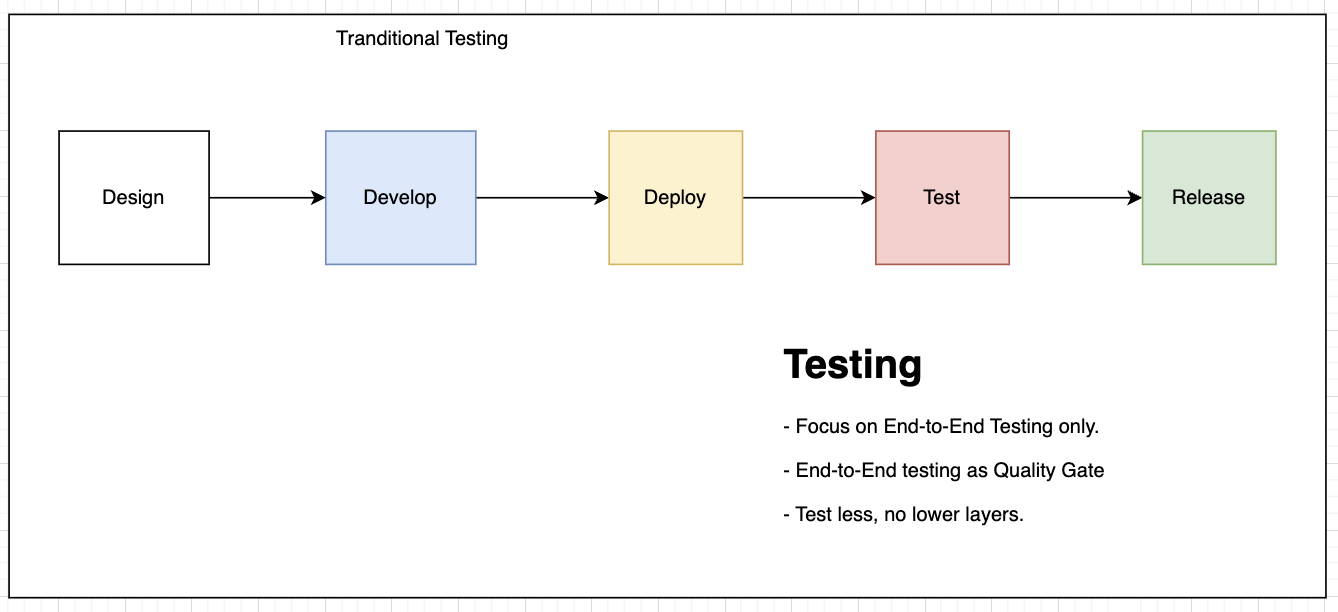 Tranditional Testing
Design
Develop
Deploy
Test
Release
Testing
- Focus on End-to-End Testing only.
- End-to-End testing as Quality Gate
- Test less, no lower layers.